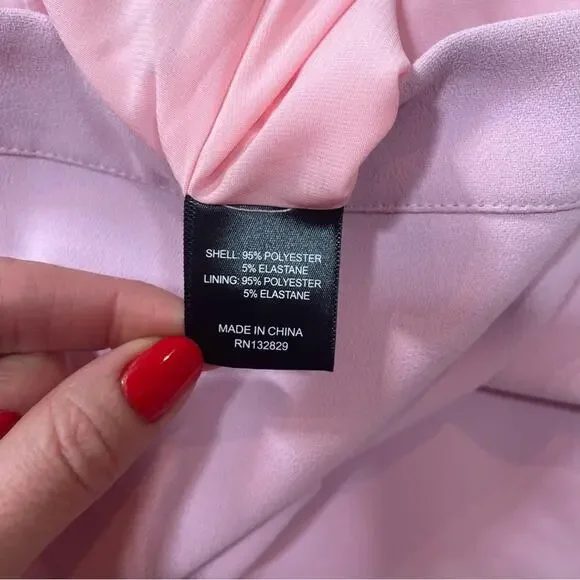 SHELL: 95% POLYESTER
5% ELASTANE
LINING: 95% POLYESTER
5% ELASTANE
MADE IN CHINA
RN132829